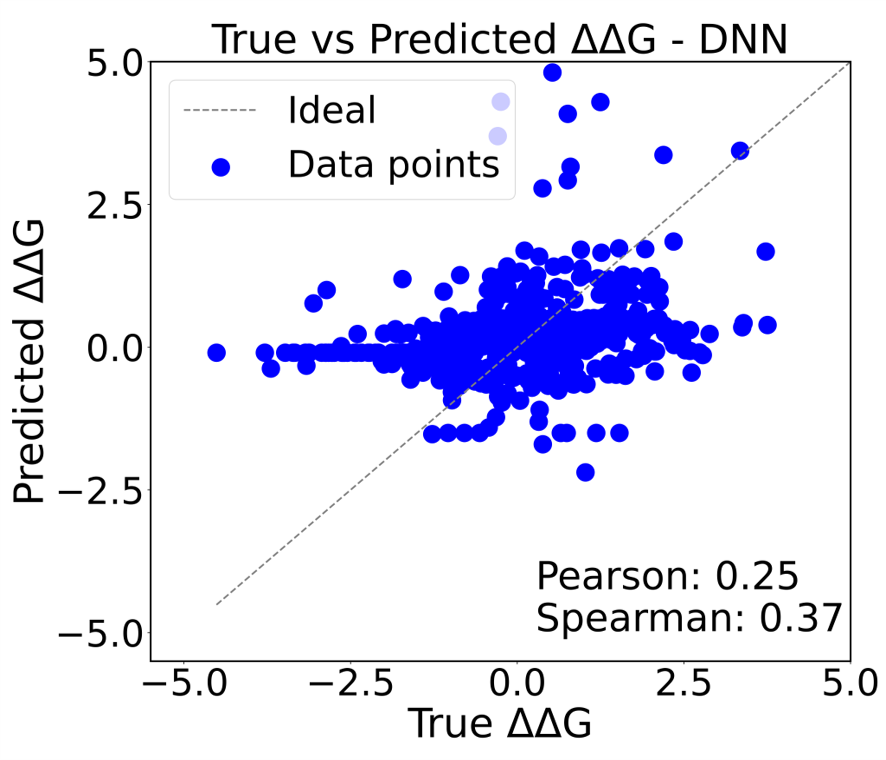 True vs Predicted ΔΔG - DNN
Ideal
Data points
Predicted ΔΔG
5.0
2.5
0.0
−2.5
−5.0
Pearson: 0.25
Spearman: 0.37
−5.0
−2.5
0.0
2.5
5.0
True ΔΔG